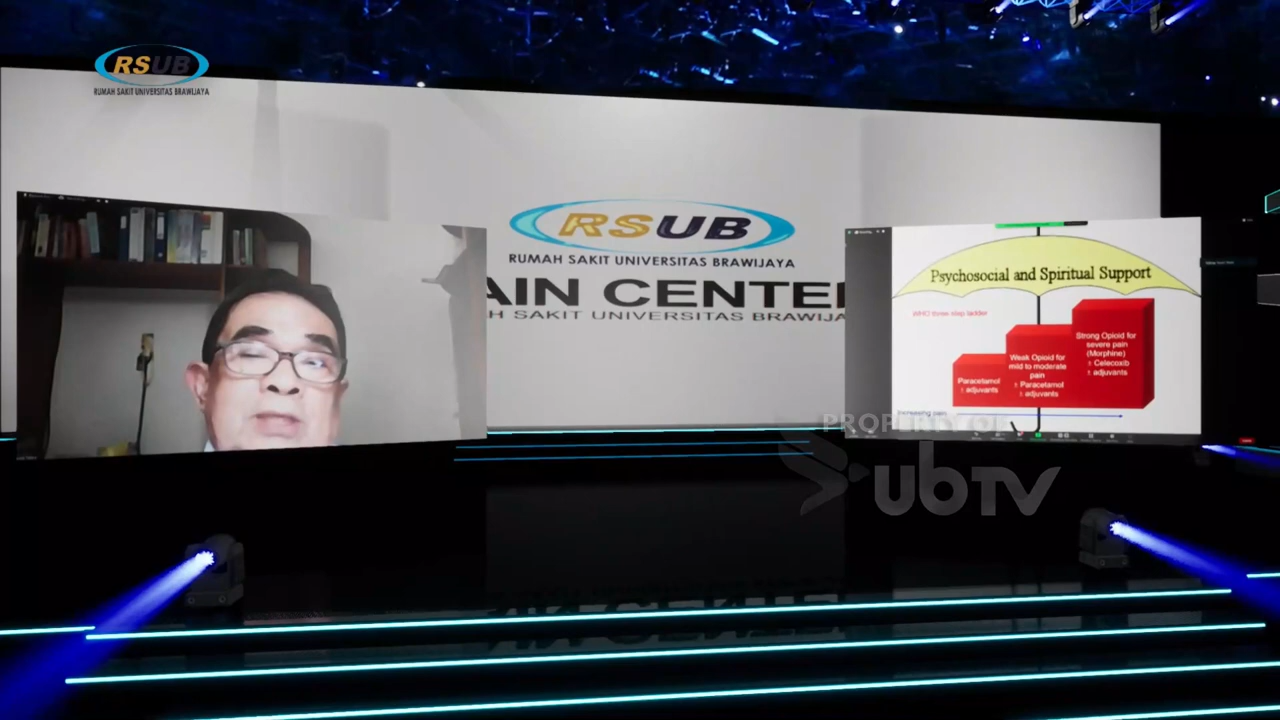 RSUB
RUMAH SAKIT UNIVERSITAS BRAWIJAYA
RSUB
RUMAH SAKIT UNIVERSITAS BRAWIJAYA
AIN CENTE
H SAKIT UNIVERSITAS BRAWIJA
Psychosocial and Spiritual Support
WHO three step ladder
Strong Opioid for
severe pain
(Morphine)
± Celecoxib
± adjuvants
Weak Opioid for
mild to moderate
pain
± Paracetamol
± adjuvants
Paracetamol
± adjuvants
Increasing pain
PROPERTY OF
UBTV